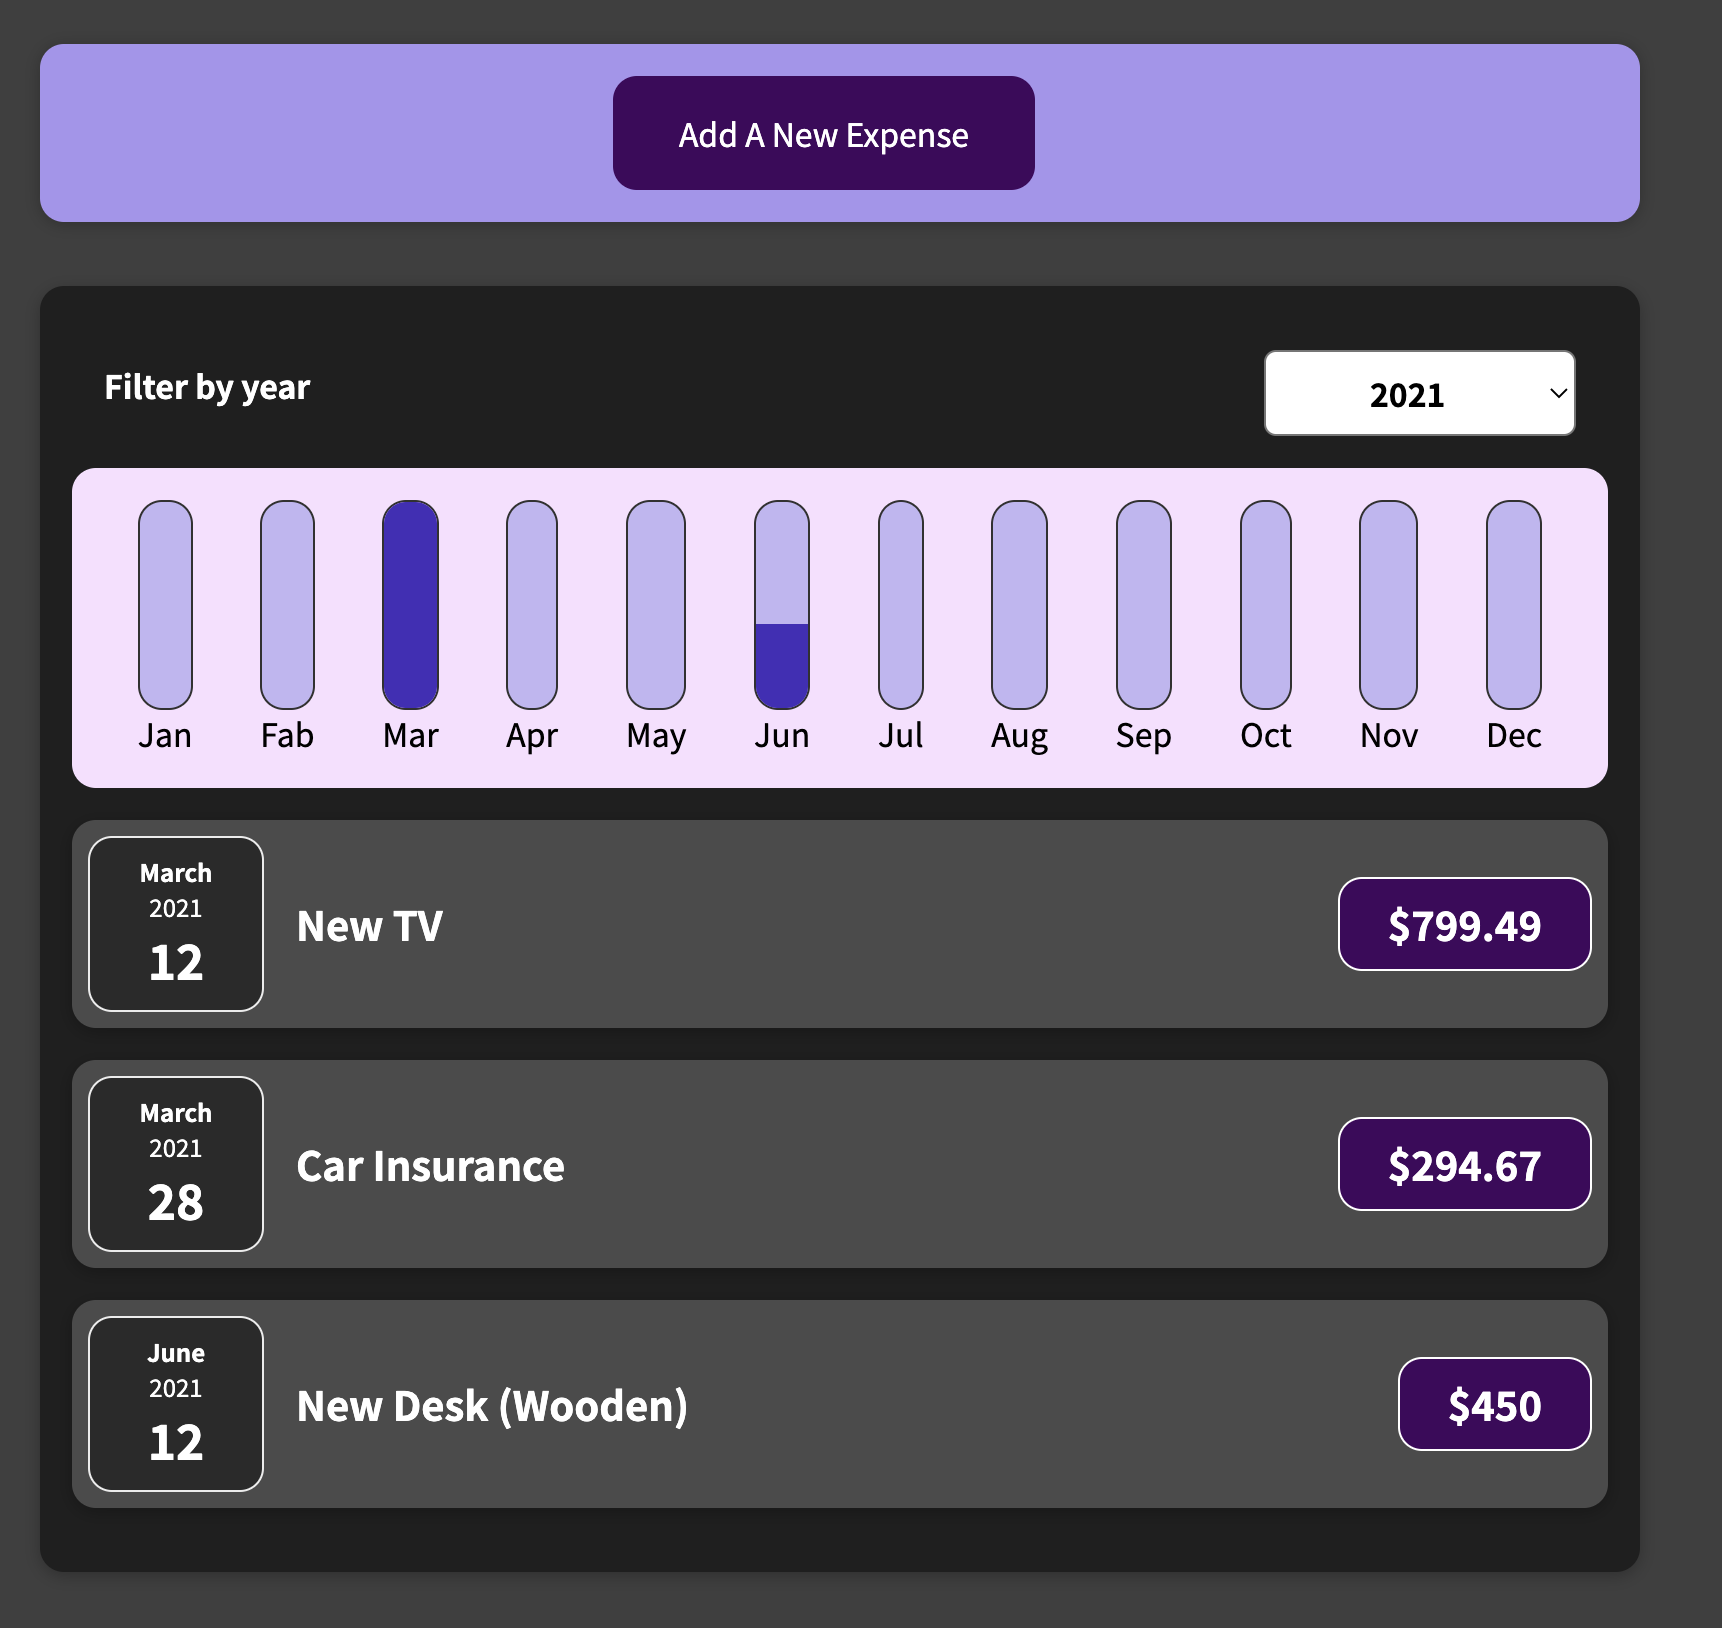 Add A New Expense
Filter by year
2021
Jan Fab Mar Apr May Jun Jul Aug Sep Oct Nov Dec
March
2021
12
New TV
$799.49
March
2021
28
Car Insurance
$294.67
June
2021
12
New Desk (Wooden)
$450